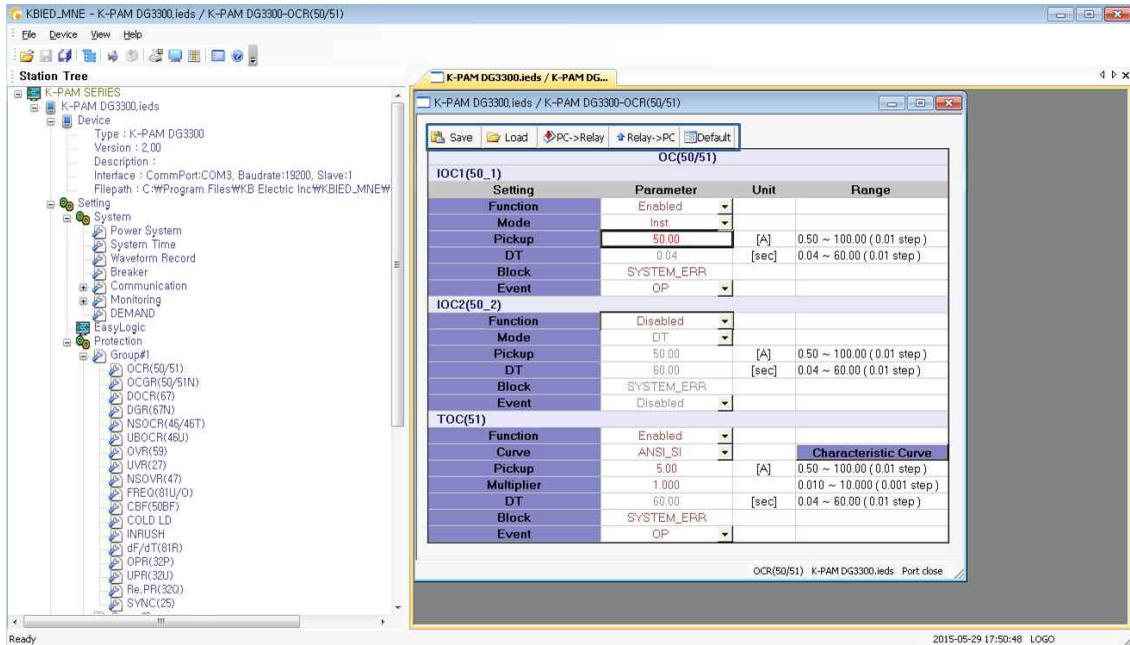 KBIED_MNE - K-PAM DG3300.ieds / K-PAM DG3300-OCR(50/51)
File Device View Help
Station Tree
K-PAM SERIES
K-PAM DG3300.ieds
Device
Type : K-PAM DG3300
Version : 2.00
Description :
Interface : CommPort:COM3, Baudrate:19200, Slave:1
Filepath : C:₩Program Files₩KB Electric Inc₩KBIED_MNE₩
Setting
System
Power System
System Time
Waveform Record
Breaker
Communication
Monitoring
DEMAND
EasyLogic
Protection
Group#1
OCR(50/51)
OCGR(50/51N)
DOCR(67)
DGR(67N)
NSOCR(46/46T)
UBOCR(46U)
OVR(59)
UVR(27)
NSOVR(47)
FREQ(81U/O)
CBF(50BF)
COLD LD
INRUSH
dF/dT(81R)
OPR(32P)
UPR(32U)
Re.PR(32Q)
SYNC(25)
K-PAM DG3300.ieds / K-PAM DG...
K-PAM DG3300.ieds / K-PAM DG3300-OCR(50/51)
Save Load PC->Relay Relay->PC Default
OC(50/51)
IOC1(50_1)
Setting Parameter Unit Range
Function Enabled
Mode Inst
Pickup 50.00 [A] 0.50 ~ 100.00 ( 0.01 step )
DT 0.04 [sec] 0.04 ~ 60.00 ( 0.01 step )
Block SYSTEM_ERR
Event OP
IOC2(50_2)
Function Disabled
Mode DT
Pickup 50.00 [A] 0.50 ~ 100.00 ( 0.01 step )
DT 60.00 [sec] 0.04 ~ 60.00 ( 0.01 step )
Block SYSTEM_ERR
Event Disabled
TOC(51)
Function Enabled
Curve ANSI_SI Characteristic Curve
Pickup 5.00 [A] 0.50 ~ 100.00 ( 0.01 step )
Multiplier 1.000 0.010 ~ 10.000 ( 0.001 step )
DT 60.00 [sec] 0.04 ~ 60.00 ( 0.01 step )
Block SYSTEM_ERR
Event OP
OCR(50/51) K-PAM DG3300.ieds Port close
Ready 2015-05-29 17:50:48 LOGO